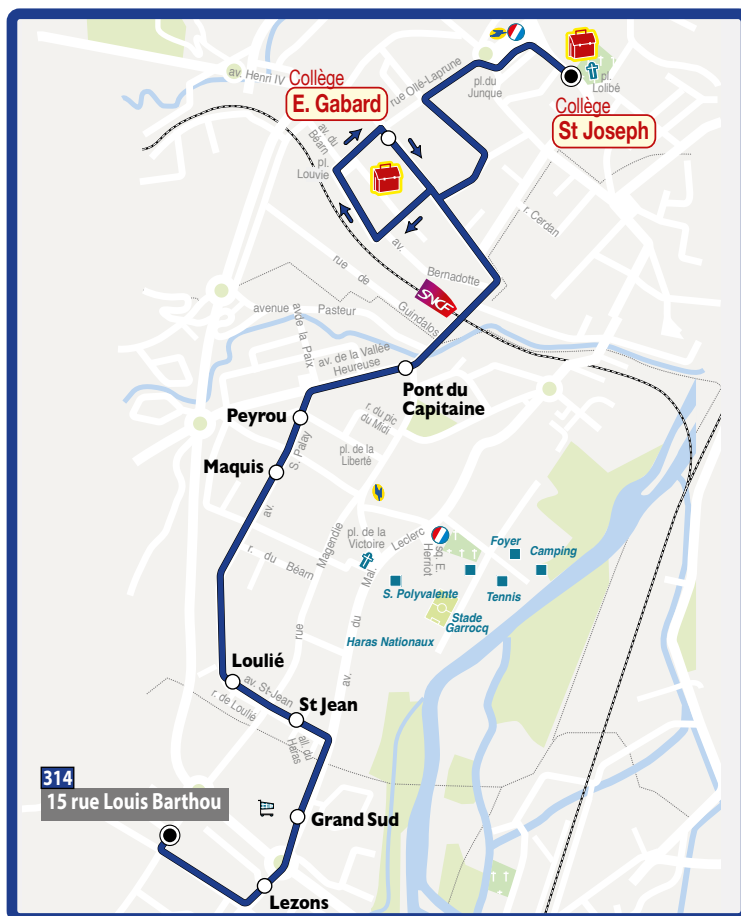 av. Henri IV
Collège
E. Gabard
rue Ollé-Laprune
pl.du
Junque
pl.
Loilbé
Collège
St Joseph
av. du
Béarn
pl.
Louvie
r. Cerdan
av.
Bernadotte
rue
de
Guindalos
SNCF
avenue
Pasteur
avde la Paix
av. de la Vallée
Heureuse
Pont du
Capitaine
Peyrou
r. du pic
du Midi
S. Palay
av.
pl. de la
Liberté
Maquis
r. du Béarn
rue
Magendie
pl. de la
Victoire
Leclerc
Mal.
du
av.
sq. E.
Herriot
Foyer
Camping
S. Polyvalente
Tennis
Stade
Garrocq
Haras Nationaux
Loulié
av. St-Jean
r. de Loulié
St Jean
all. du
Haras
314
15 rue Louis Barthou
Grand Sud
Lezons